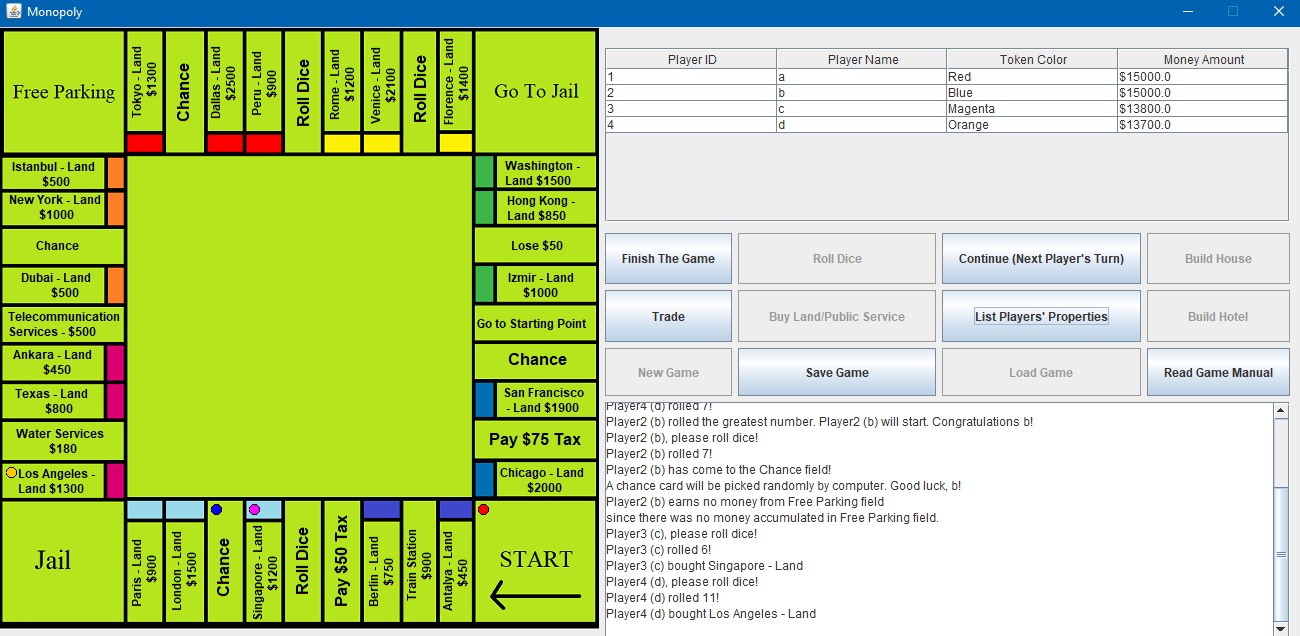 Monopoly
Free Parking
Tokyo - Land
$1300
Chance
Dallas - Land
$2500
Peru - Land
$900
Roll Dice
Rome - Land
$1200
Venice - Land
$2100
Roll Dice
Florence - Land
$1400
Go To Jail
Istanbul - Land
$500
New York - Land
$1000
Chance
Dubai - Land
$500
Telecommunication
Services - $500
Ankara - Land
$450
Texas - Land
$800
Water Services
$180
Los Angeles -
Land $1300
Washington -
Land $1500
Hong Kong -
Land $850
Lose $50
Izmir - Land
$1000
Go to Starting Point
Chance
San Francisco
- Land $1900
Pay $75 Tax
Chicago - Land
$2000
Jail
Paris - Land
$900
London - Land
$1500
Chance
Singapore - Land
$1200
Roll Dice
Pay $50 Tax
Berlin - Land
$750
Train Station
$900
Antalya - Land
$450
START
Player ID Player Name Token Color Money Amount
1 a Red $15000.0
2 b Blue $15000.0
3 c Magenta $13800.0
4 d Orange $13700.0
Finish The Game Roll Dice Continue (Next Player's Turn) Build House
Trade Buy Land/Public Service List Players' Properties Build Hotel
New Game Save Game Load Game Read Game Manual
Player4 (d) rolled 7!
Player2 (b) rolled the greatest number. Player2 (b) will start. Congratulations b!
Player2 (b), please roll dice!
Player2 (b) rolled 7!
Player2 (b) has come to the Chance field!
A chance card will be picked randomly by computer. Good luck, b!
Player2 (b) earns no money from Free Parking field
since there was no money accumulated in Free Parking field.
Player3 (c), please roll dice!
Player3 (c) rolled 6!
Player3 (c) bought Singapore - Land
Player4 (d), please roll dice!
Player4 (d) rolled 11!
Player4 (d) bought Los Angeles - Land